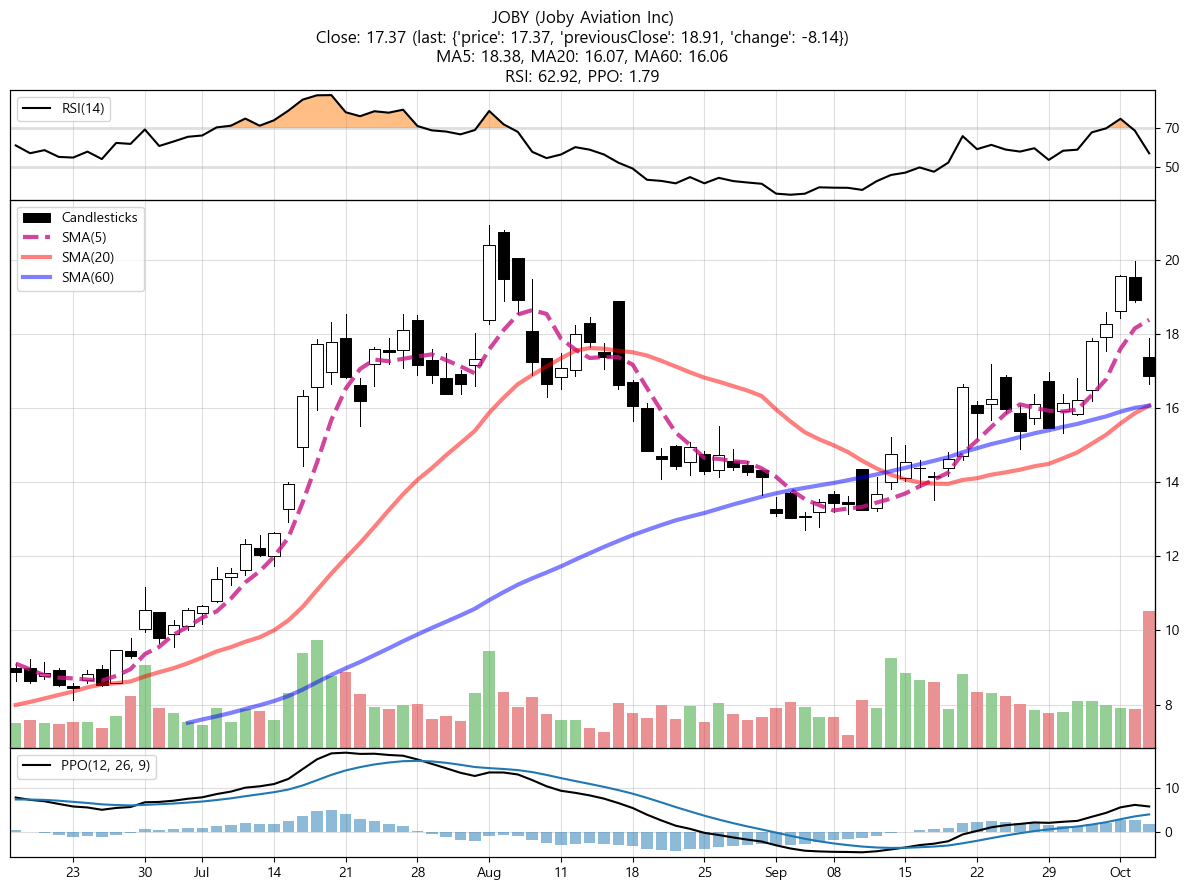 JOBY (Joby Aviation Inc)
Close: 17.37 (last: {'price': 17.37, 'previousClose': 18.91, 'change': -8.14})
MA5: 18.38, MA20: 16.07, MA60: 16.06
RSI: 62.92, PPO: 1.79
RSI(14)
70
50
Candlesticks
SMA(5)
SMA(20)
SMA(60)
20
18
16
14
12
10
8
PPO(12, 26, 9)
10
0
23 30 Jul 14 21 28 Aug 11 18 25 Sep 08 15 22 29 Oct